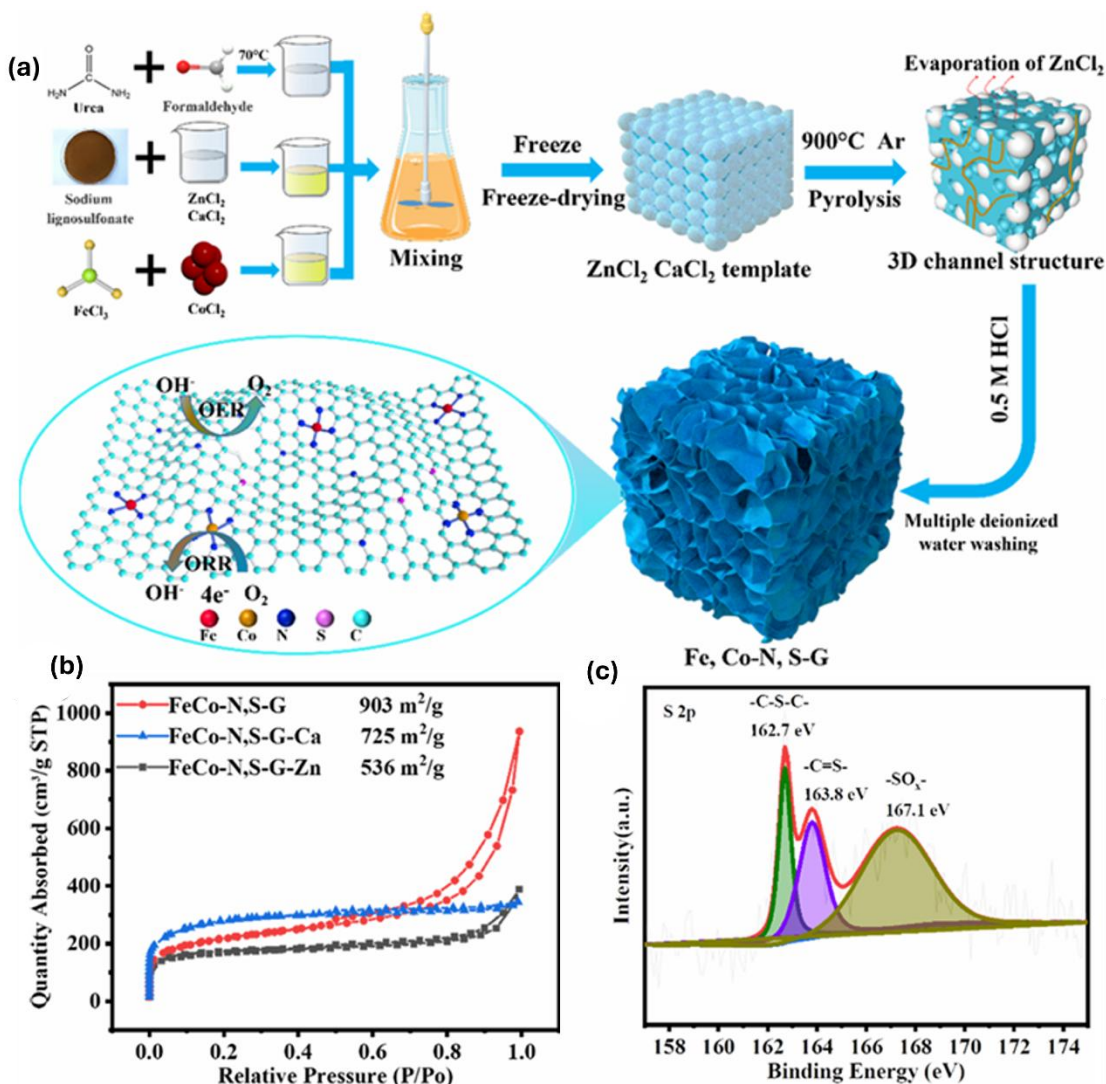 (a)
70°C
O
H₂N NH₂
Urea
Formaldehyde
Sodium
lignosulfonate
ZnCl₂
CaCl₂
FeCl₃
CoCl₂
Mixing
Freeze
Freeze-drying
ZnCl₂ CaCl₂ template
900°C Ar
Pyrolysis
Evaporation of ZnCl₂
3D channel structure
0.5 M HCl
Multiple deionized
water washing
Fe, Co-N, S-G
OH⁻ O₂
OER
ORR
OH⁻ 4e⁻ O₂
Fe Co N S C
(b)
FeCo-N,S-G 903 m²/g
FeCo-N,S-G-Ca 725 m²/g
FeCo-N,S-G-Zn 536 m²/g
Quantity Absorbed (cm³/g STP)
1000
800
600
400
200
0
0.0 0.2 0.4 0.6 0.8 1.0
Relative Pressure (P/Po)
(c)
S 2p
-C-S-C-
162.7 eV
-C=S-
163.8 eV
-SOₓ-
167.1 eV
Intensity(a.u.)
158 160 162 164 166 168 170 172 174
Binding Energy (eV)